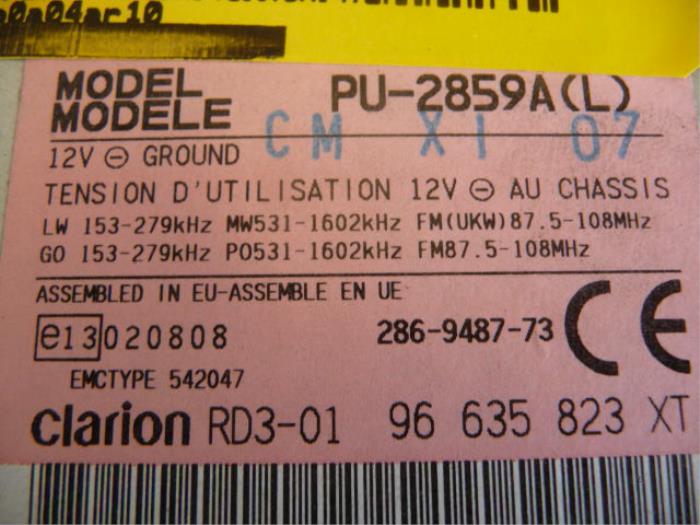 MODEL
MODELE
PU-2859A(L)
CM XI 07
12V ⊖ GROUND
TENSION D'UTILISATION 12V ⊖ AU CHASSIS
LW 153-279kHz MW531-1602kHz FM(UKW)87.5-108MHz
GO 153-279kHz PO531-1602kHz FM87.5-108MHz
ASSEMBLED IN EU-ASSEMBLE EN UE
e13 020808
286-9487-73
CE
EMCTYPE 542047
clarion RD3-01 96 635 823 XT